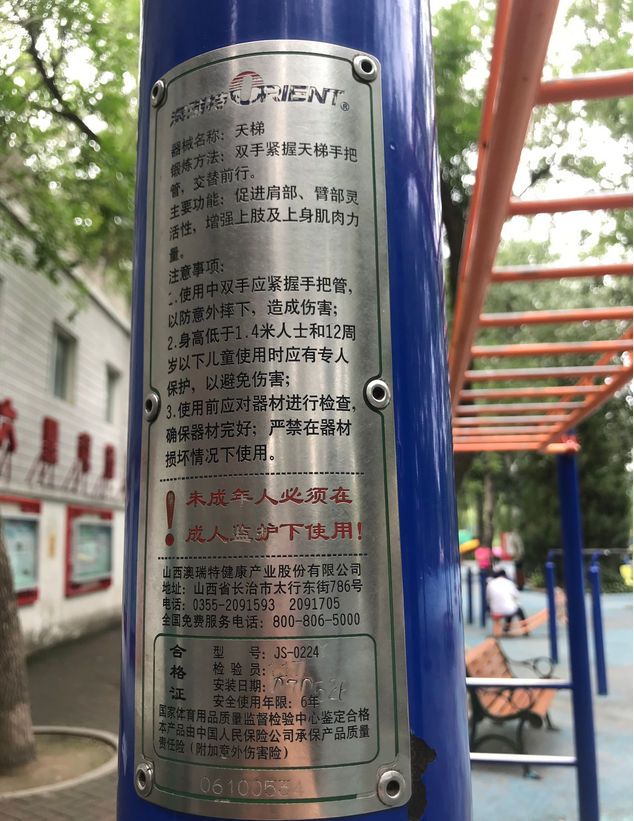 澳瑞特 ORIENT®
器械名称：天梯
锻炼方法：双手紧握天梯手把
管，交替前行。
主要功能：促进肩部、臂部灵
活性，增强上肢及上身肌肉力
量。
注意事项：
1.使用中双手应紧握手把管，
以防意外摔下，造成伤害；
2.身高低于1.4米人士和12周
岁以下儿童使用时应有专人
保护，以避免伤害；
3.使用前应对器材进行检查，
确保器材完好；严禁在器材
损坏情况下使用。
! 未成年人必须在
成人监护下使用!
山西澳瑞特健康产业股份有限公司
地址：山西省长治市太行东街786号
电话：0355-2091593 2091705
全国免费服务电话：800-806-5000
合格证
型 号：JS-0224
检 验 员：
安装日期：
安全使用年限：6年
国家体育用品质量监督检验中心鉴定合格
本产品由中国人民保险公司承保产品质量
责任险（附加意外伤害险）